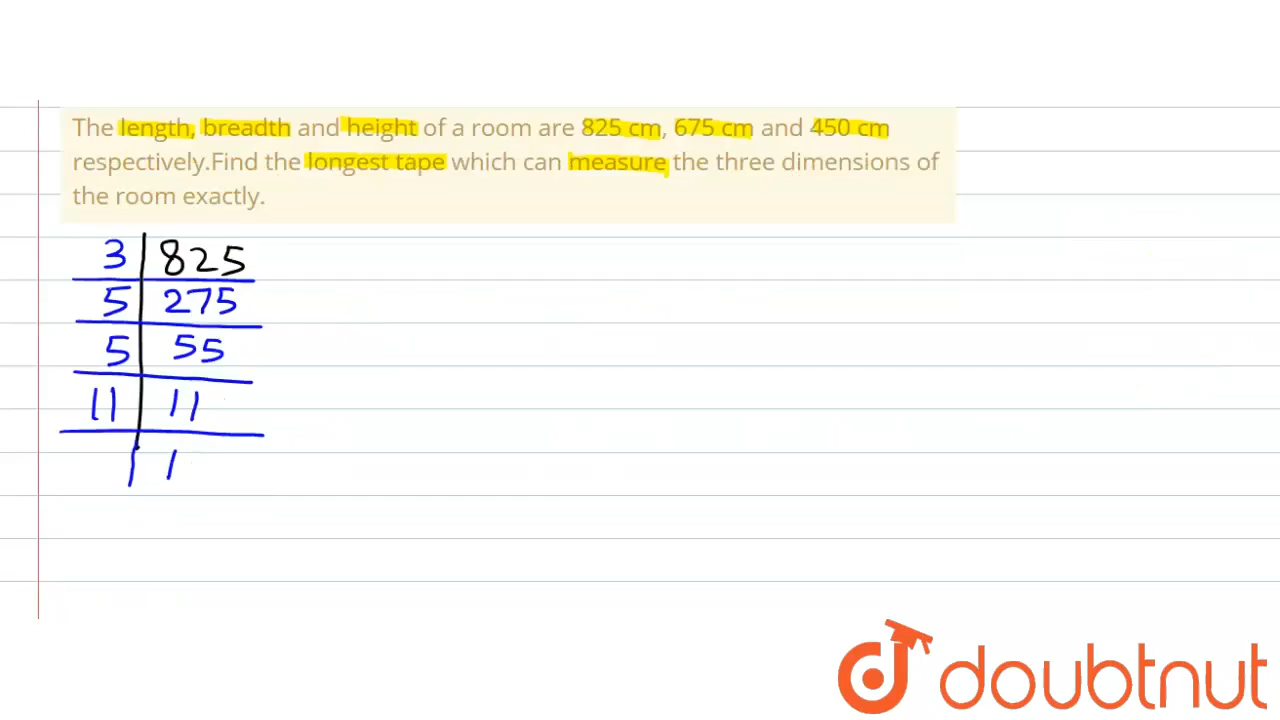 The length, breadth and height of a room are 825 cm, 675 cm and 450 cm
respectively.Find the longest tape which can measure the three dimensions of
the room exactly.
3 825
5 275
5 55
11 11
1
doubtnut